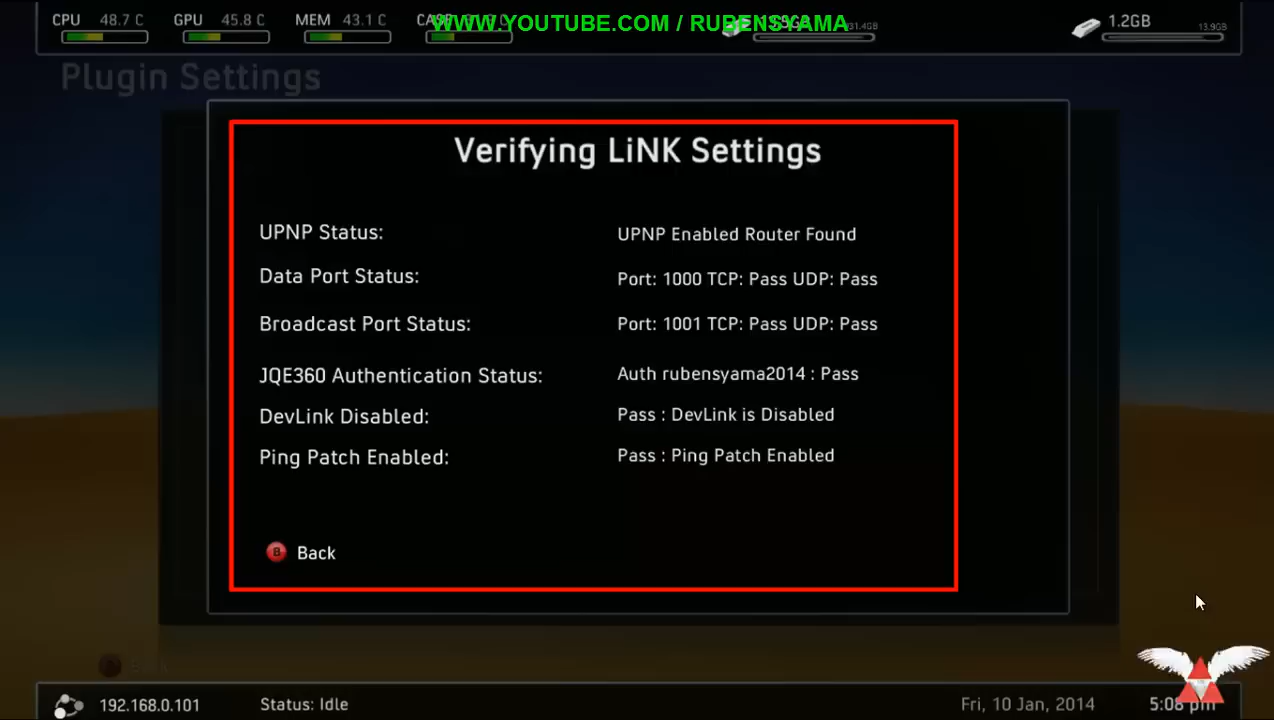 CPU 48.7 C GPU 45.8 C MEM 43.1 C
WWW.YOUTUBE.COM / RUBENSYAMA
1.2GB 13.9GB
Plugin Settings
Verifying LiNK Settings
UPNP Status: UPNP Enabled Router Found
Data Port Status: Port: 1000 TCP: Pass UDP: Pass
Broadcast Port Status: Port: 1001 TCP: Pass UDP: Pass
JQE360 Authentication Status: Auth rubensyama2014 : Pass
DevLink Disabled: Pass : DevLink is Disabled
Ping Patch Enabled: Pass : Ping Patch Enabled
B Back
Back
192.168.0.101 Status: Idle Fri, 10 Jan, 2014 5:08 pm